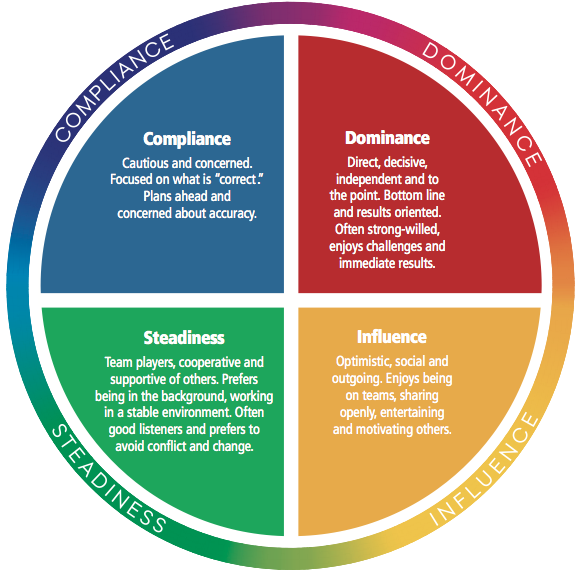 COMPLIANCE
DOMINANCE
Compliance
Cautious and concerned.
Focused on what is "correct."
Plans ahead and
concerned about accuracy.
Dominance
Direct, decisive,
independent and to
the point. Bottom line
and results oriented.
Often strong-willed,
enjoys challenges and
immediate results.
Steadiness
Team players, cooperative and
supportive of others. Prefers
being in the background, working
in a stable environment. Often
good listeners and prefers to
avoid conflict and change.
Influence
Optimistic, social and
outgoing. Enjoys being
on teams, sharing
openly, entertaining
and motivating others.
STEADINESS
INFLUENCE